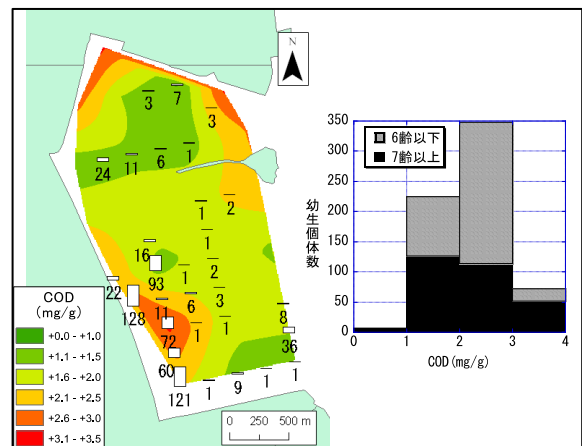 N
3
7
3
24
11
6
1
2
1
1
16
93
1
2
22
128
11
6
3
72
1
1
8
36
60
121
1
9
1
1
COD
(mg/g)
+0.0 - +1.0
+1.1 - +1.5
+1.6 - +2.0
+2.1 - +2.5
+2.6 - +3.0
+3.1 - +3.5
0 250 500 m
350
300
250
200
150
100
50
0
幼生個体数
6齢以下
7齢以上
0 1 2 3 4
COD(mg/g)